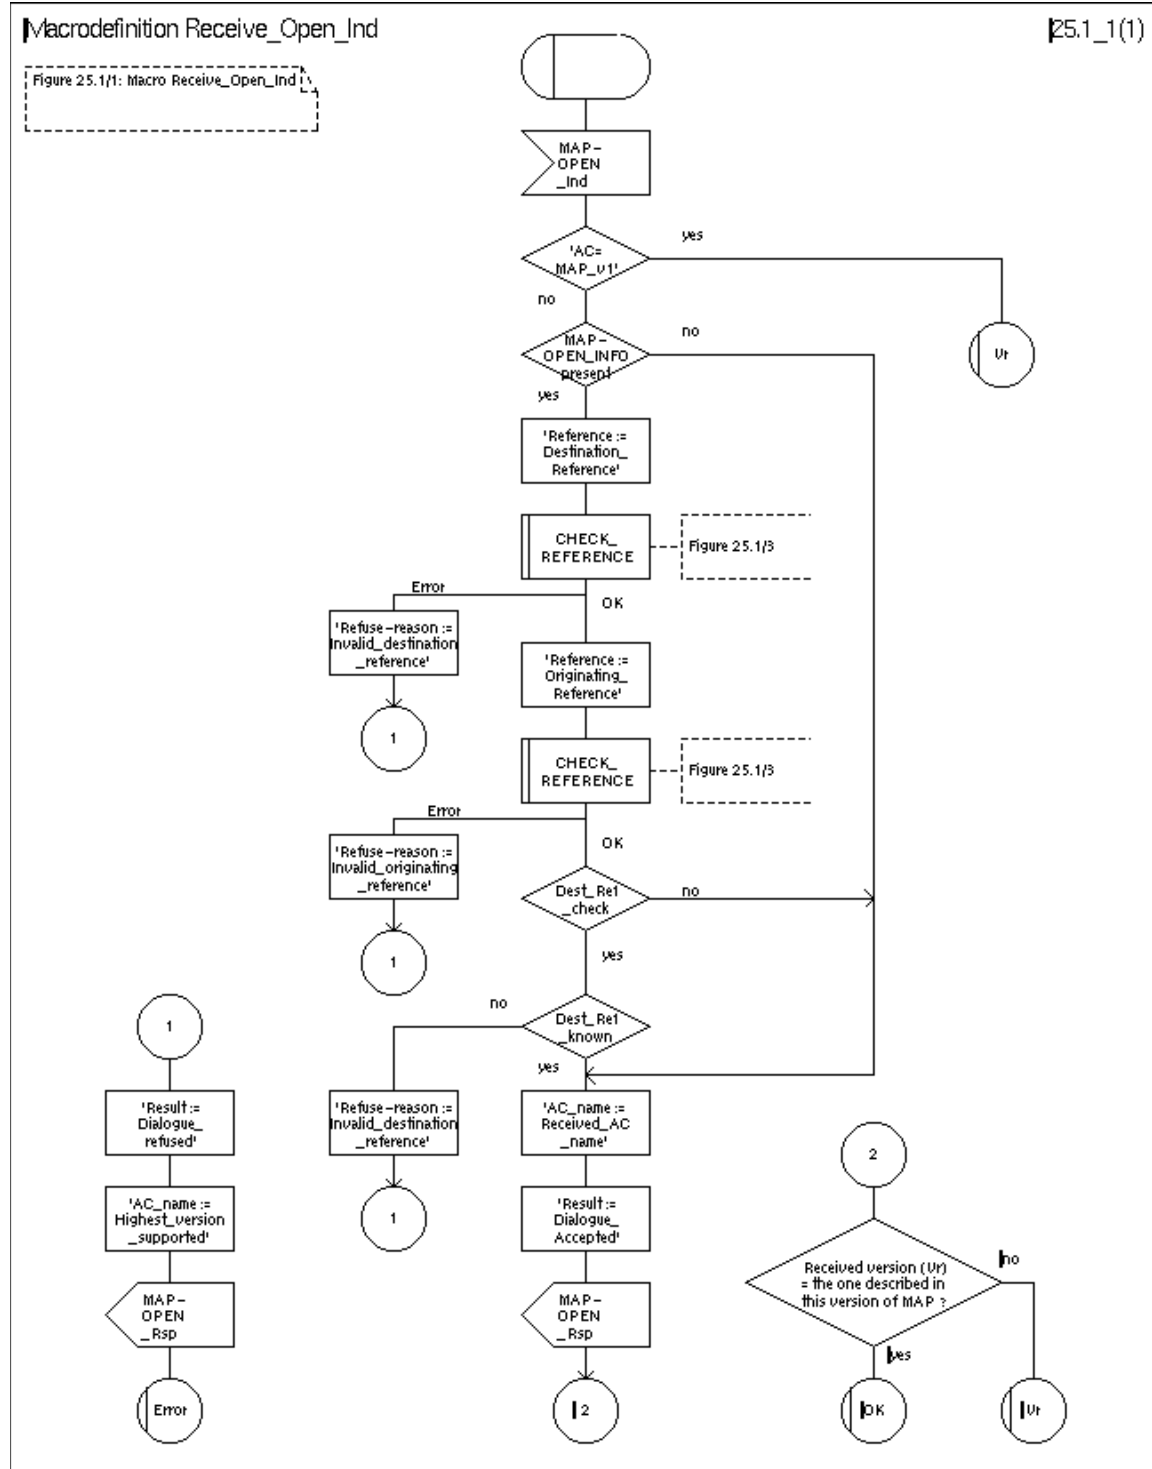 Macrodefinition Receive_Open_Ind
25.1_1(1)
Figure 25.1/1: Macro Receive_Open_Ind
MAP-
OPEN
_Ind
'AC=
MAP_v1'
yes
no
Vr
MAP-
OPEN_INFO
present
no
yes
'Reference :=
Destination_
Reference'
CHECK_
REFERENCE
Figure 25.1/3
Error
OK
'Refuse-reason :=
Invalid_destination
_reference'
1
'Reference :=
Originating_
Reference'
CHECK_
REFERENCE
Figure 25.1/3
Error
OK
'Refuse-reason :=
Invalid_originating
_reference'
1
Dest_Ref
_check
no
yes
Dest_Ref
_known
no
yes
1
'Result :=
Dialogue_
refused'
'AC_name :=
Highest_version
_supported'
MAP-
OPEN
_Rsp
Error
'Refuse-reason :=
Invalid_destination
_reference'
1
'AC_name :=
Received_AC
_name'
'Result :=
Dialogue_
Accepted'
MAP-
OPEN
_Rsp
2
2
Received version (Vr)
= the one described in
this version of MAP ?
no
yes
OK
Vr